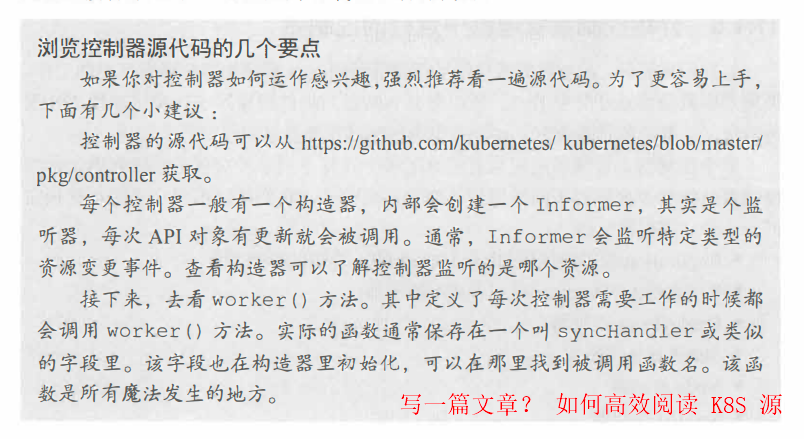 浏览控制器源代码的几个要点
如果你对控制器如何运作感兴趣,强烈推荐看一遍源代码。为了更容易上手,
下面有几个小建议:
控制器的源代码可以从 https://github.com/kubernetes/ kubernetes/blob/master/
pkg/controller 获取。
每个控制器一般有一个构造器，内部会创建一个 Informer，其实是个监
听器，每次 API 对象有更新就会被调用。通常，Informer 会监听特定类型的
资源变更事件。查看构造器可以了解控制器监听的是哪个资源。
接下来，去看 worker() 方法。其中定义了每次控制器需要工作的时候都
会调用 worker() 方法。实际的函数通常保存在一个叫 syncHandler 或类似
的字段里。该字段也在构造器里初始化，可以在那里找到被调用函数名。该函
数是所有魔法发生的地方。
写一篇文章？ 如何高效阅读 K8S 源